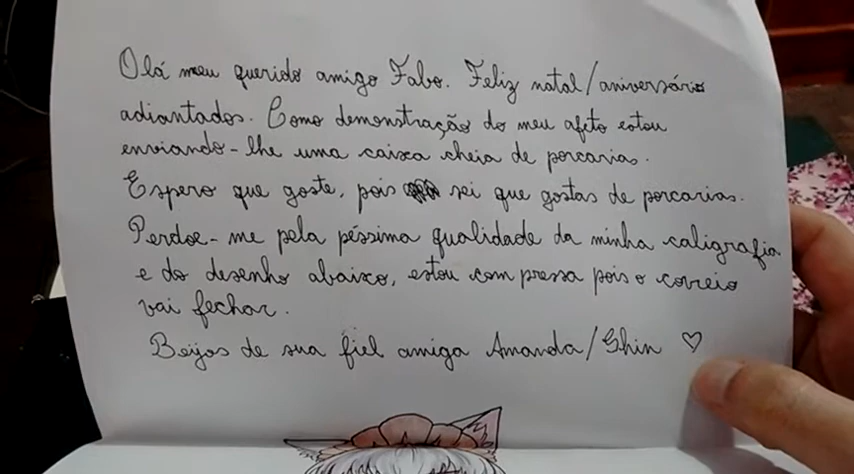 Olá meu querido amigo Fabo. Feliz natal/aniversário
adiantados. Como demonstração do meu afeto estou
enviando-lhe uma caixa cheia de porcarias.
Espero que goste, pois sei que gostas de porcarias.
Perdoe-me pela péssima qualidade da minha caligrafia
e do desenho abaixo, estou com pressa pois o correio
vai fechar.
Beijos de sua fiel amiga Amanda/Shin ♡